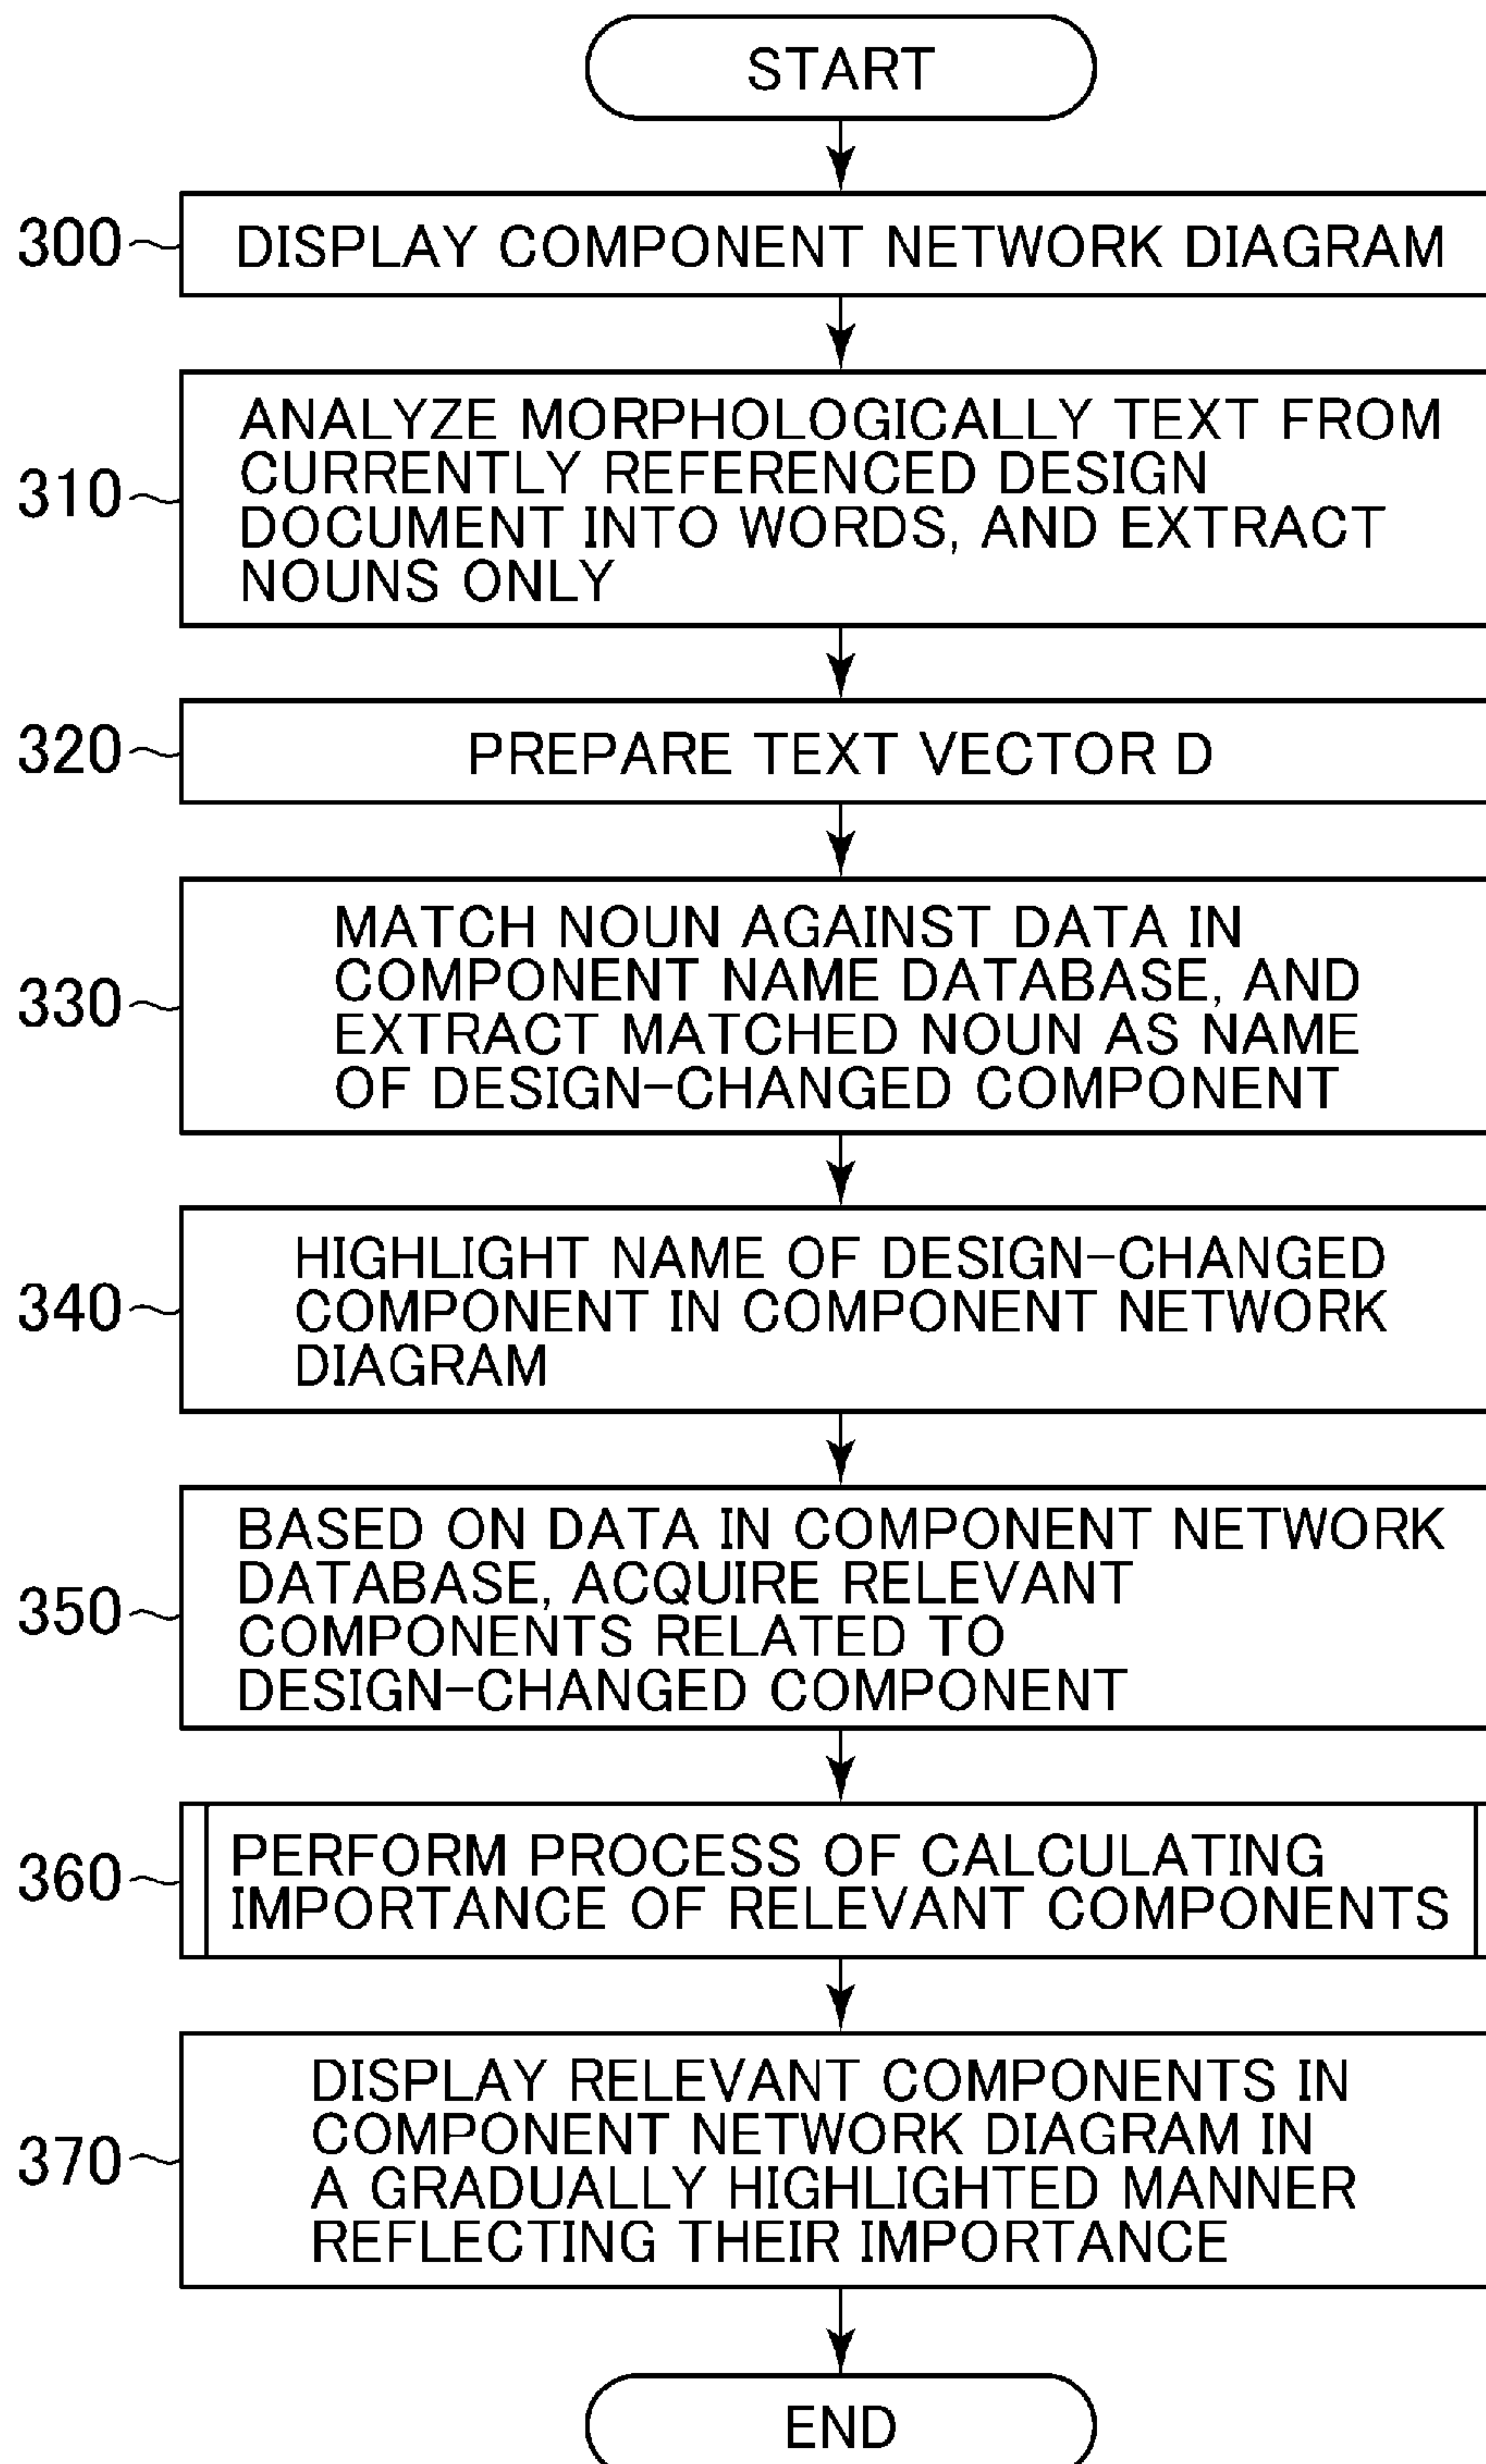 START
300
DISPLAY COMPONENT NETWORK DIAGRAM
310
ANALYZE MORPHOLOGICALLY TEXT FROM
CURRENTLY REFERENCED DESIGN
DOCUMENT INTO WORDS, AND EXTRACT
NOUNS ONLY
320
PREPARE TEXT VECTOR D
330
MATCH NOUN AGAINST DATA IN
COMPONENT NAME DATABASE, AND
EXTRACT MATCHED NOUN AS NAME
OF DESIGN-CHANGED COMPONENT
340
HIGHLIGHT NAME OF DESIGN-CHANGED
COMPONENT IN COMPONENT NETWORK
DIAGRAM
350
BASED ON DATA IN COMPONENT NETWORK
DATABASE, ACQUIRE RELEVANT
COMPONENTS RELATED TO
DESIGN-CHANGED COMPONENT
360
PERFORM PROCESS OF CALCULATING
IMPORTANCE OF RELEVANT COMPONENTS
370
DISPLAY RELEVANT COMPONENTS IN
COMPONENT NETWORK DIAGRAM IN
A GRADUALLY HIGHLIGHTED MANNER
REFLECTING THEIR IMPORTANCE
END